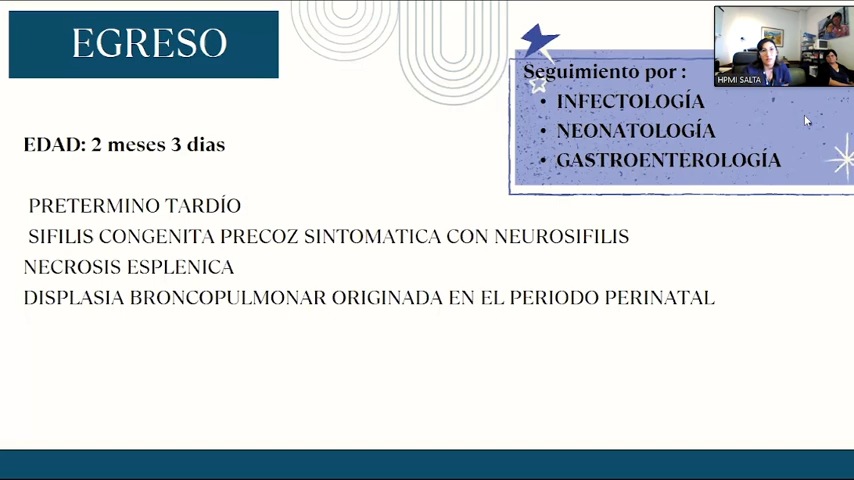 EGRESO
Seguimiento por :
• INFECTOLOGÍA
• NEONATOLOGÍA
• GASTROENTEROLOGÍA
HPMI SALTA
EDAD: 2 meses 3 dias
PRETERMINO TARDÍO
SIFILIS CONGENITA PRECOZ SINTOMATICA CON NEUROSIFILIS
NECROSIS ESPLENICA
DISPLASIA BRONCOPULMONAR ORIGINADA EN EL PERIODO PERINATAL